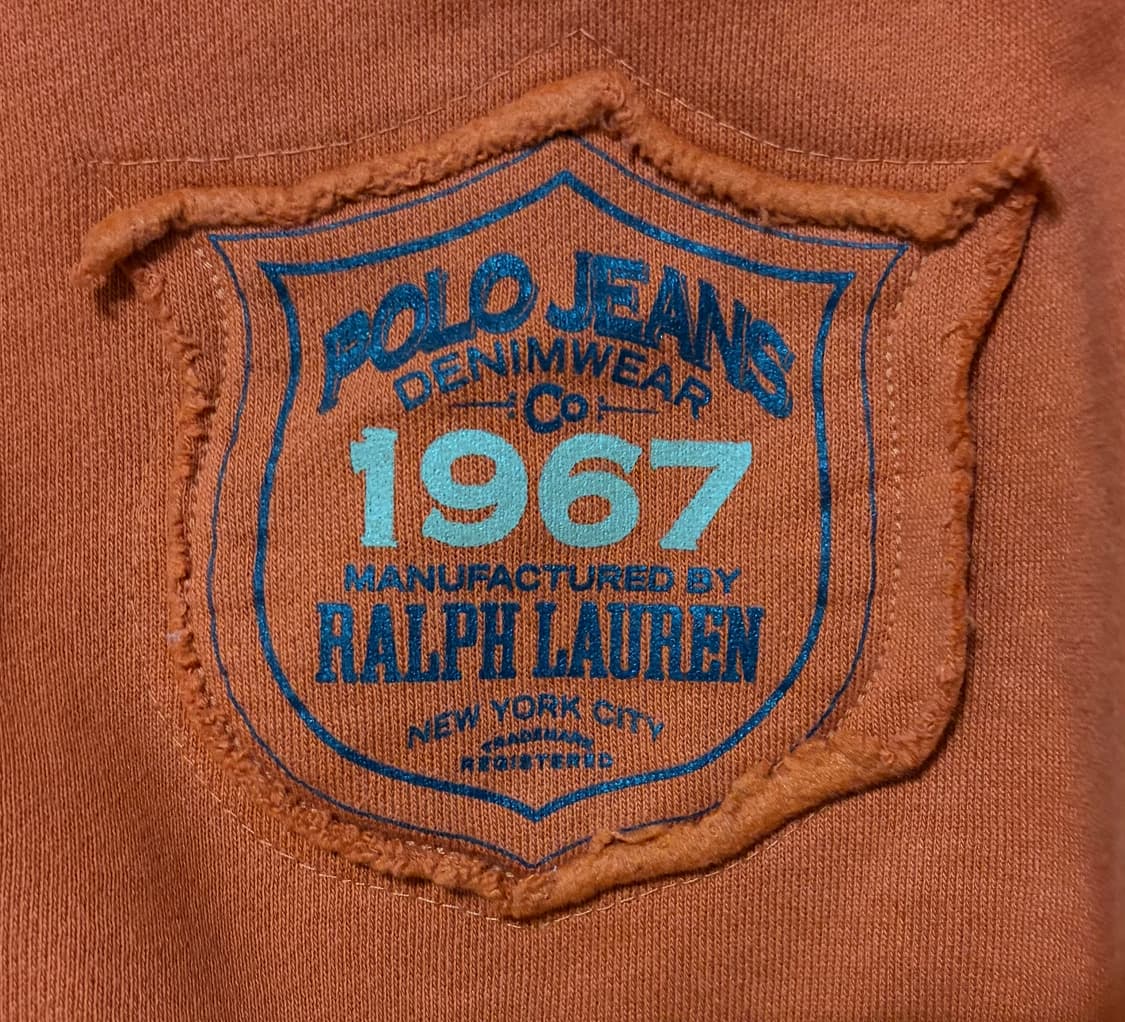 POLO JEANS
DENIMWEAR
Co
1967
MANUFACTURED BY
RALPH LAUREN
NEW YORK CITY
TRADEMARK
REGISTERED